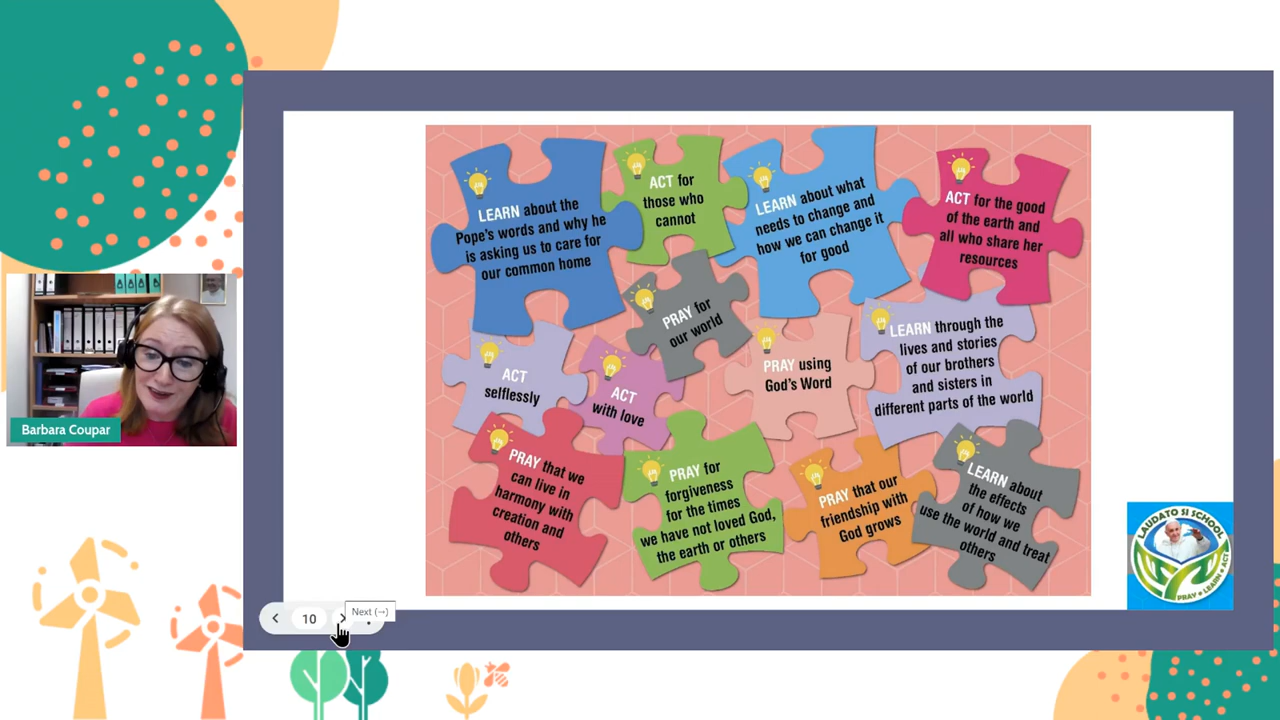 LEARN about the
Pope's words and why he
is asking us to care for
our common home
ACT for
those who
cannot
LEARN about what
needs to change and
how we can change it
for good
ACT for the good
of the earth and
all who share her
resources
PRAY for
our world
ACT
selflessly
ACT
with love
PRAY using
God's Word
LEARN through the
lives and stories
of our brothers
and sisters in
different parts of the world
PRAY that we
can live in
harmony with
creation and
others
PRAY for
forgiveness
for the times
we have not loved God,
the earth or others
PRAY that our
friendship with
God grows
LEARN about
the effects
of how we
use the world and treat
others
Barbara Coupar
LAUDATO SI SCHOOL
PRAY • LEARN • ACT
10
Next (→)